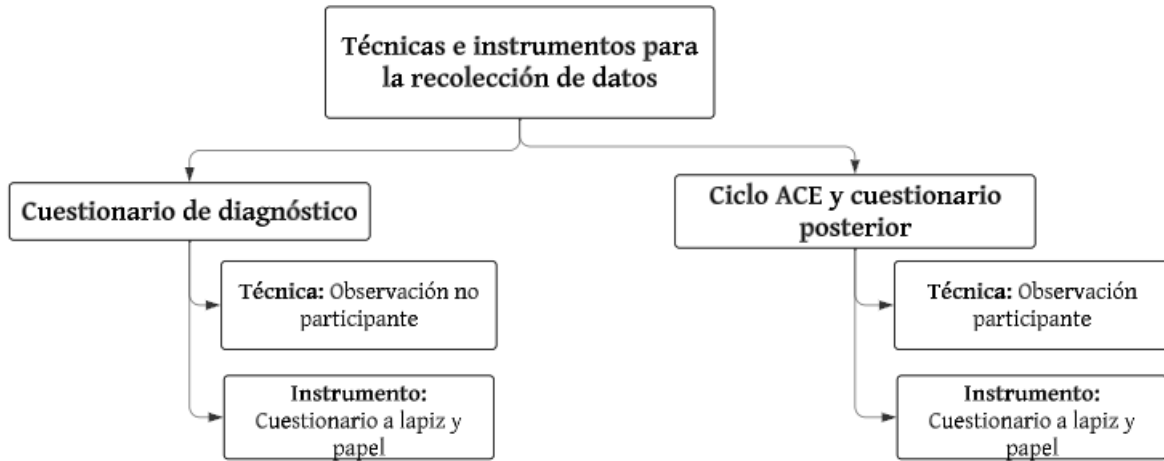 Técnicas e instrumentos para
la recolección de datos
Cuestionario de diagnóstico
Técnica: Observación no
participante
Instrumento:
Cuestionario a lapiz y
papel
Ciclo ACE y cuestionario
posterior
Técnica: Observación
participante
Instrumento:
Cuestionario a lapiz y
papel